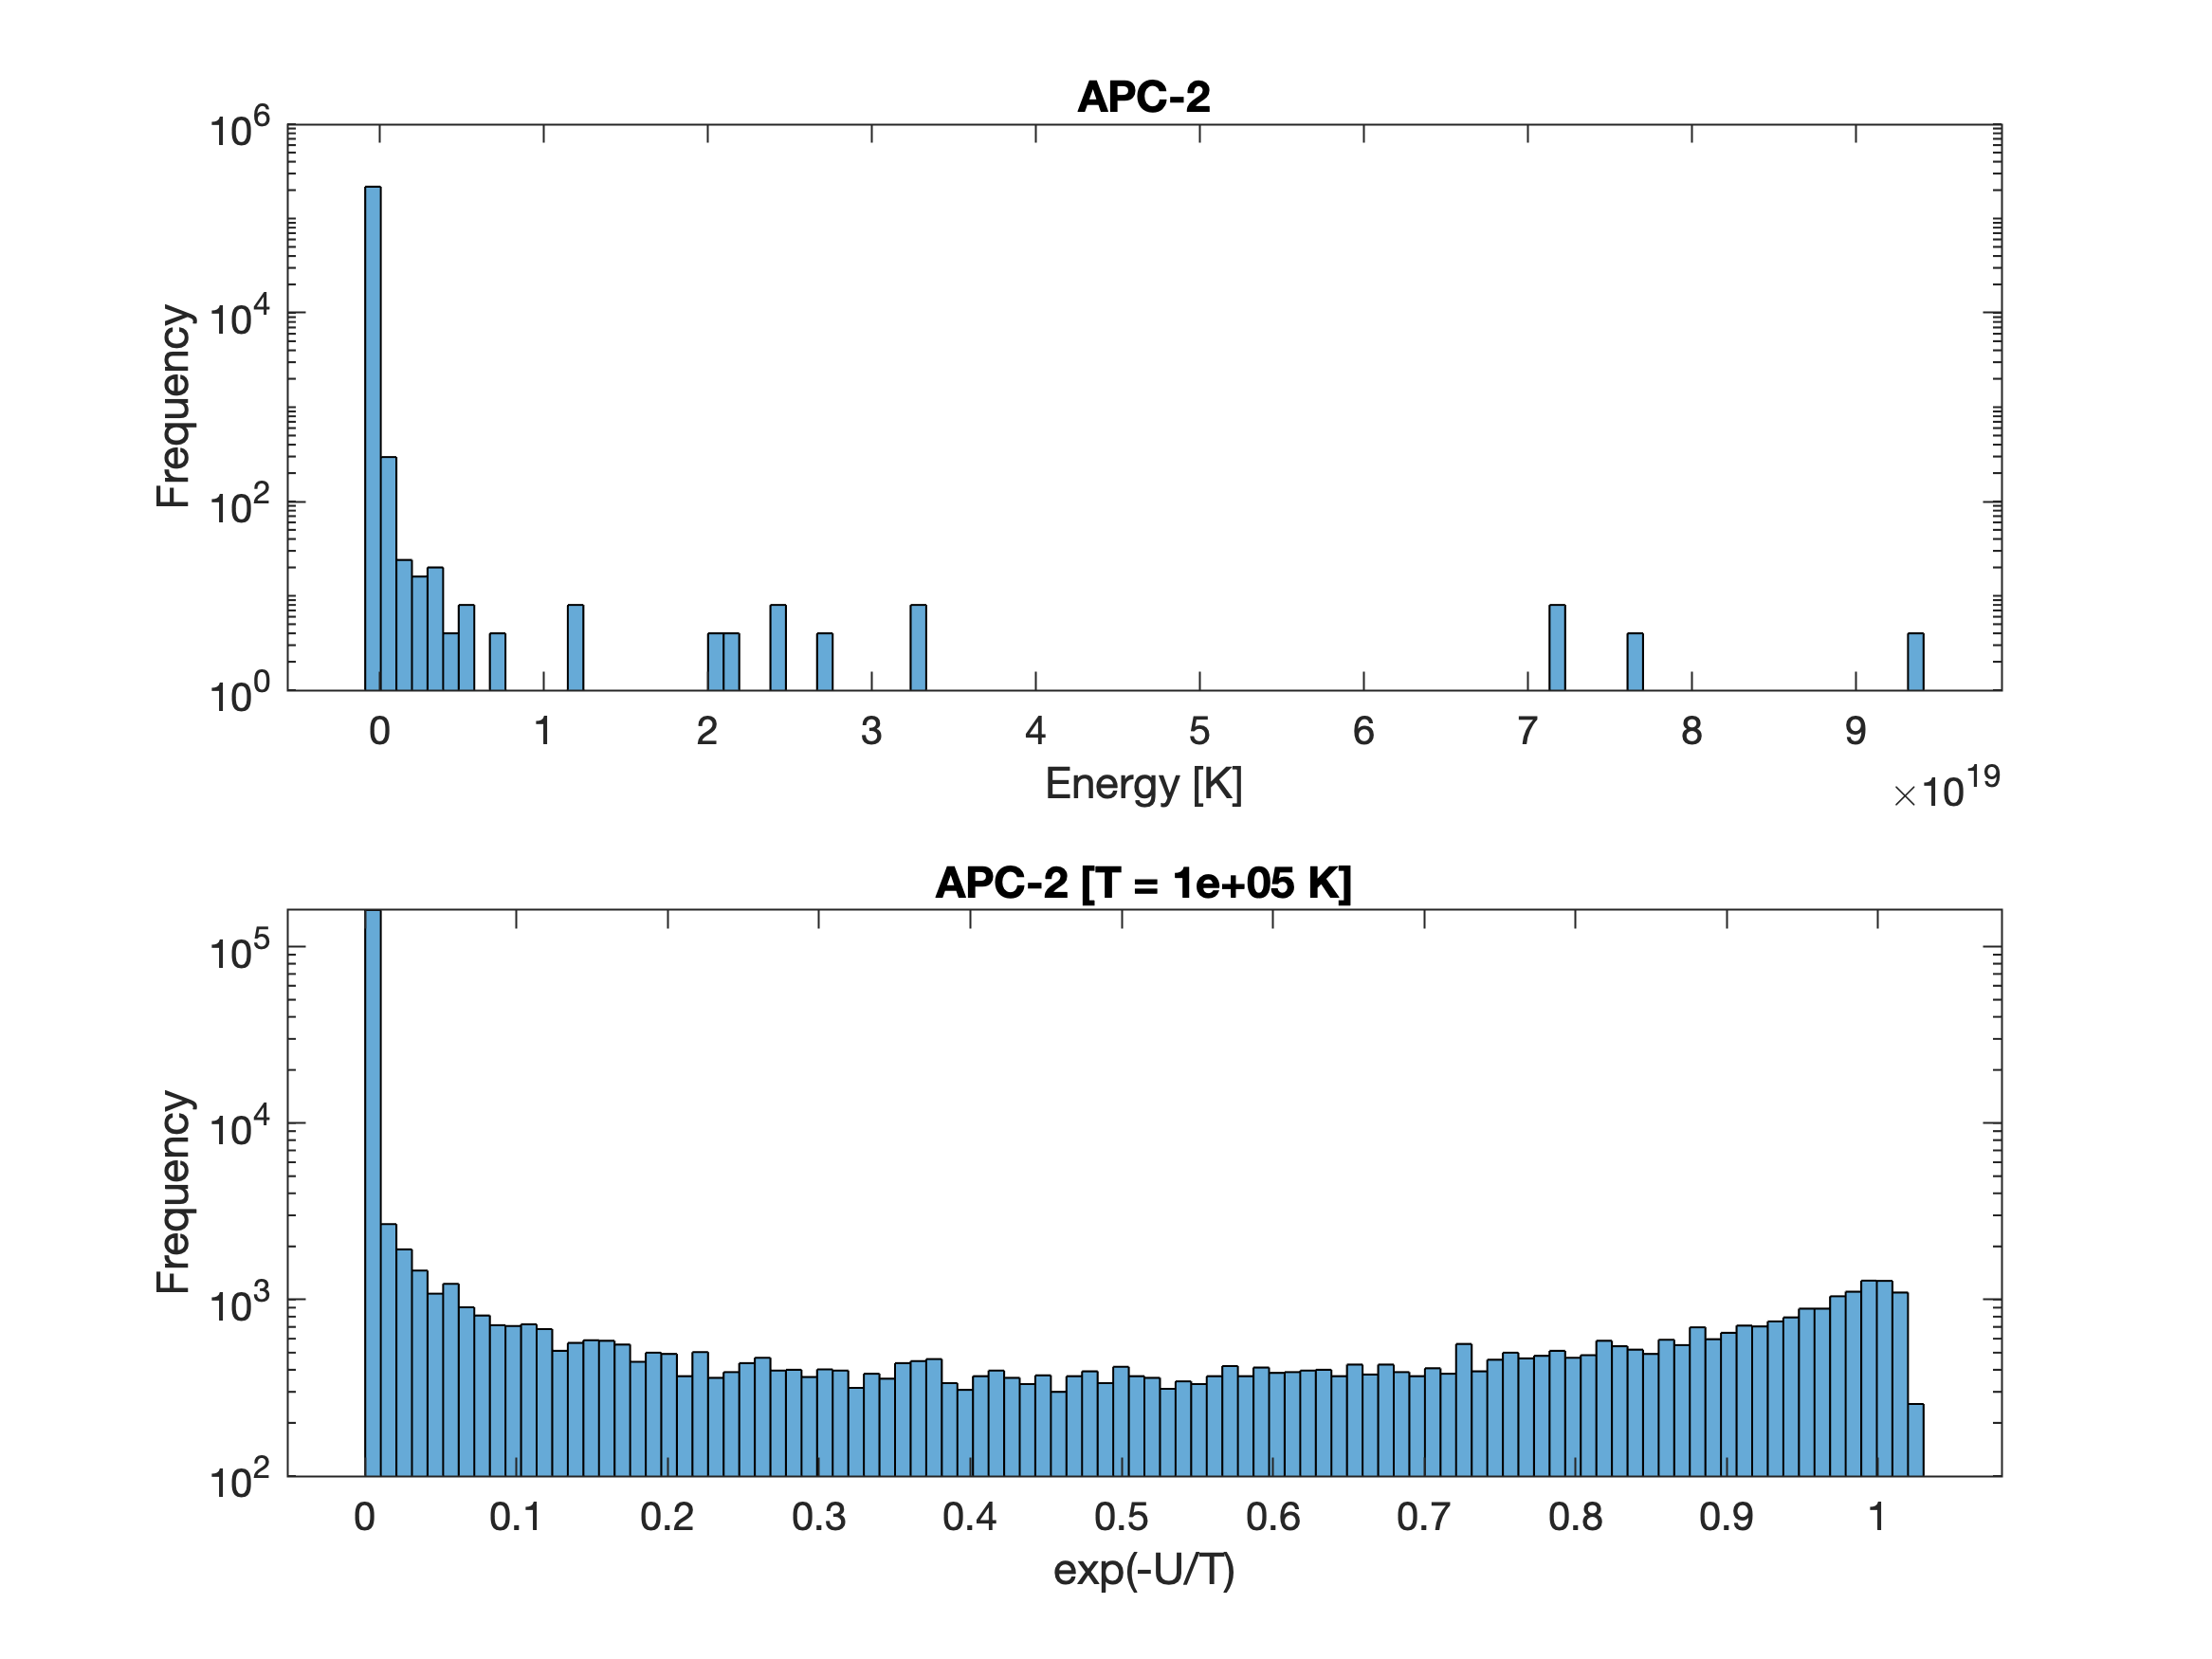 APC-2
10^6
10^4
10^2
10^0
Frequency
0 1 2 3 4 5 6 7 8 9
Energy [K]
×10^19
APC-2 [T = 1e+05 K]
10^5
10^4
10^3
10^2
Frequency
0 0.1 0.2 0.3 0.4 0.5 0.6 0.7 0.8 0.9 1
exp(-U/T)